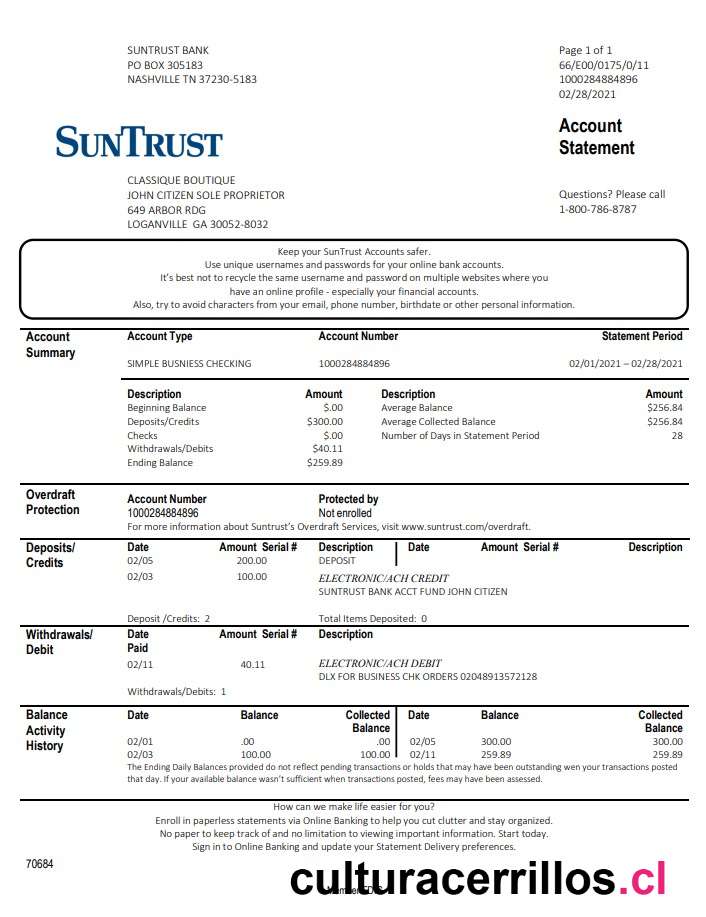 SUNTRUST BANK
PO BOX 305183
NASHVILLE TN 37230-5183
Page 1 of 1
66/E00/0175/0/11
1000284884896
02/28/2021
SUNTRUST
Account
Statement
CLASSIQUE BOUTIQUE
JOHN CITIZEN SOLE PROPRIETOR
649 ARBOR RDG
LOGANVILLE GA 30052-8032
Questions? Please call
1-800-786-8787
Keep your SunTrust Accounts safer.
Use unique usernames and passwords for your online bank accounts.
It's best not to recycle the same username and password on multiple websites where you
have an online profile - especially your financial accounts.
Also, try to avoid characters from your email, phone number, birthdate or other personal information.
Account
Summary
Account Type Account Number Statement Period
SIMPLE BUSNIESS CHECKING 1000284884896 02/01/2021 – 02/28/2021
Description Amount Description Amount
Beginning Balance $.00 Average Balance $256.84
Deposits/Credits $300.00 Average Collected Balance $256.84
Checks $.00 Number of Days in Statement Period 28
Withdrawals/Debits $40.11
Ending Balance $259.89
Overdraft
Protection
Account Number Protected by
1000284884896 Not enrolled
For more information about Suntrust's Overdraft Services, visit www.suntrust.com/overdraft.
Deposits/
Credits
Date Amount Serial # Description Date Amount Serial # Description
02/05 200.00 DEPOSIT
02/03 100.00 ELECTRONIC/ACH CREDIT
SUNTRUST BANK ACCT FUND JOHN CITIZEN
Deposit /Credits: 2 Total Items Deposited: 0
Withdrawals/
Debit
Date Amount Serial # Description
Paid
02/11 40.11 ELECTRONIC/ACH DEBIT
DLX FOR BUSINESS CHK ORDERS 02048913572128
Withdrawals/Debits: 1
Balance
Activity
History
Date Balance Collected Date Balance Collected
Balance Balance
02/01 .00 .00 02/05 300.00 300.00
02/03 100.00 100.00 02/11 259.89 259.89
The Ending Daily Balances provided do not reflect pending transactions or holds that may have been outstanding wen your transactions posted
that day. If your available balance wasn't sufficient when transactions posted, fees may have been assessed.
How can we make life easier for you?
Enroll in paperless statements via Online Banking to help you cut clutter and stay organized.
No paper to keep track of and no limitation to viewing important information. Start today.
Sign in to Online Banking and update your Statement Delivery preferences.
70684
culturacerrillos.cl